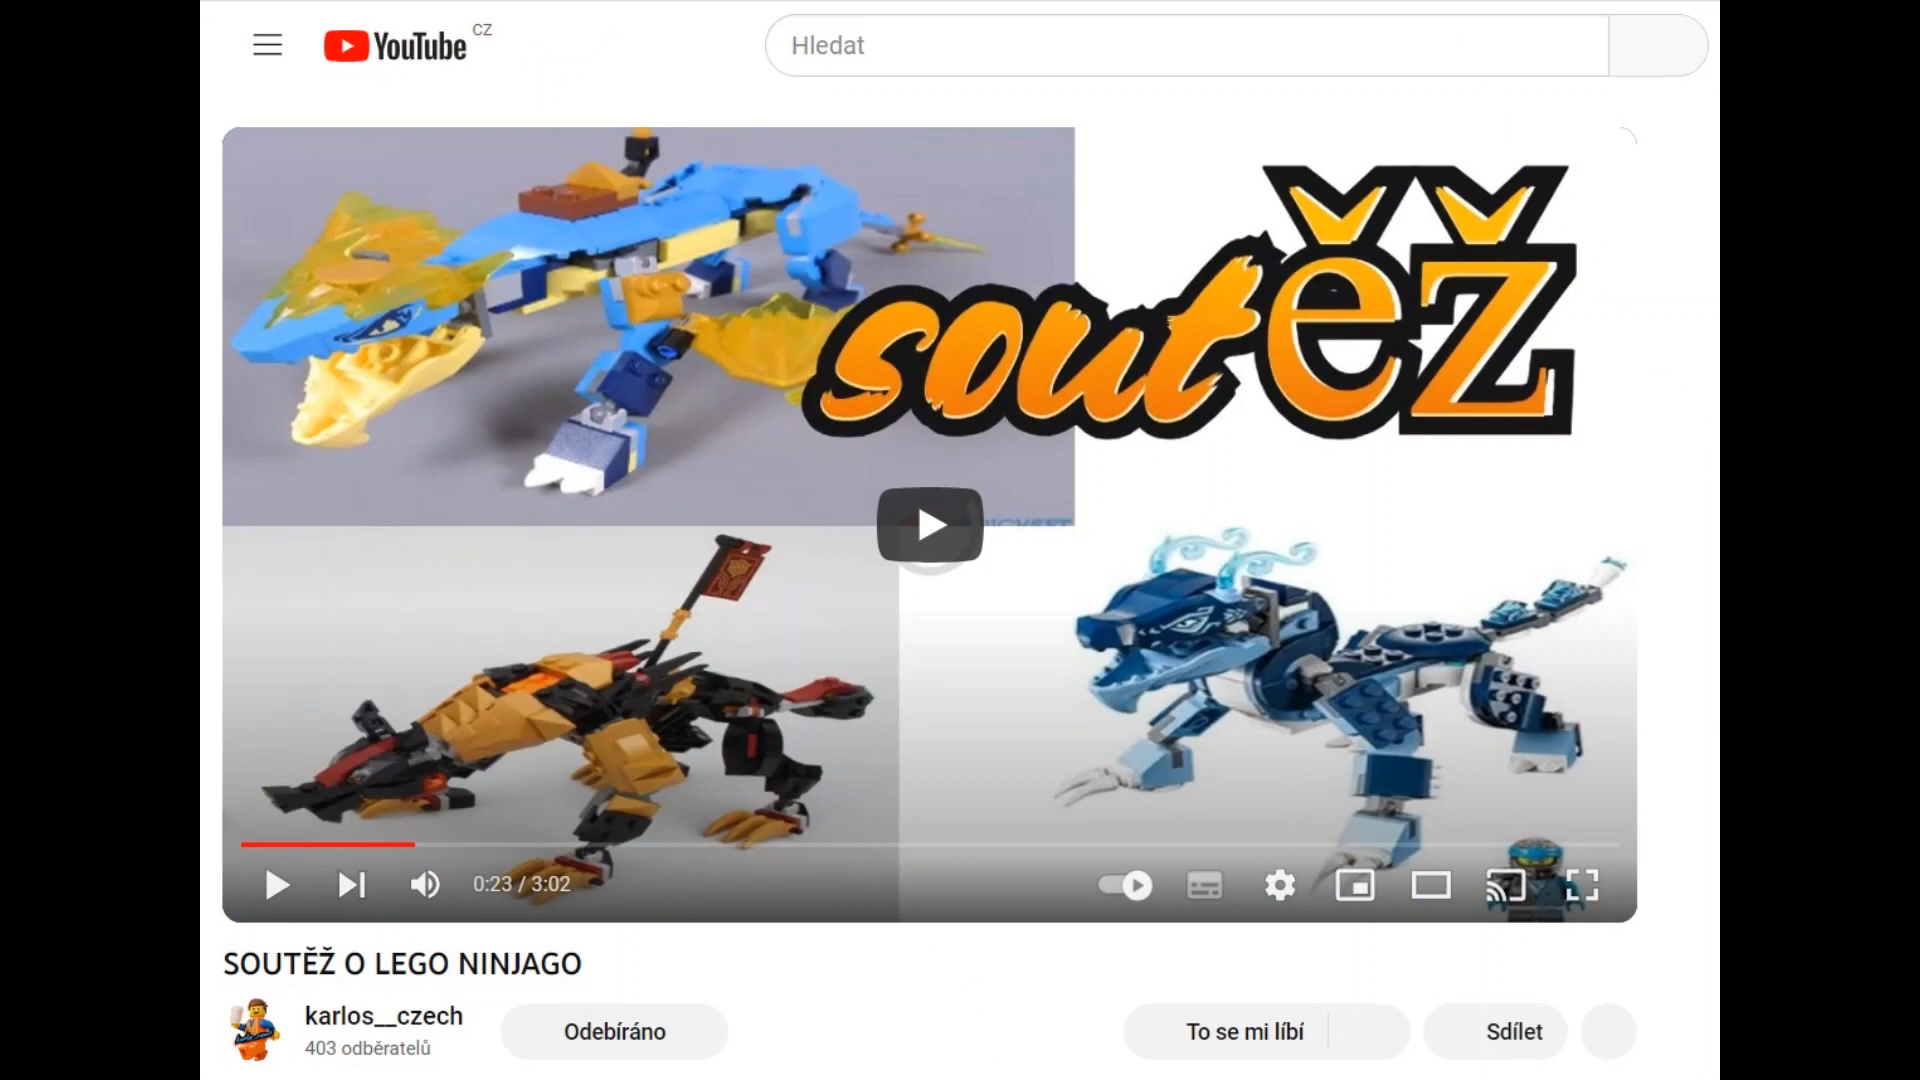 YouTube CZ
Hledat
soutěž
BRICKSET
0:23 / 3:02
SOUTĚŽ O LEGO NINJAGO
karlos__czech
403 odběratelů
Odebíráno
To se mi líbí
Sdílet